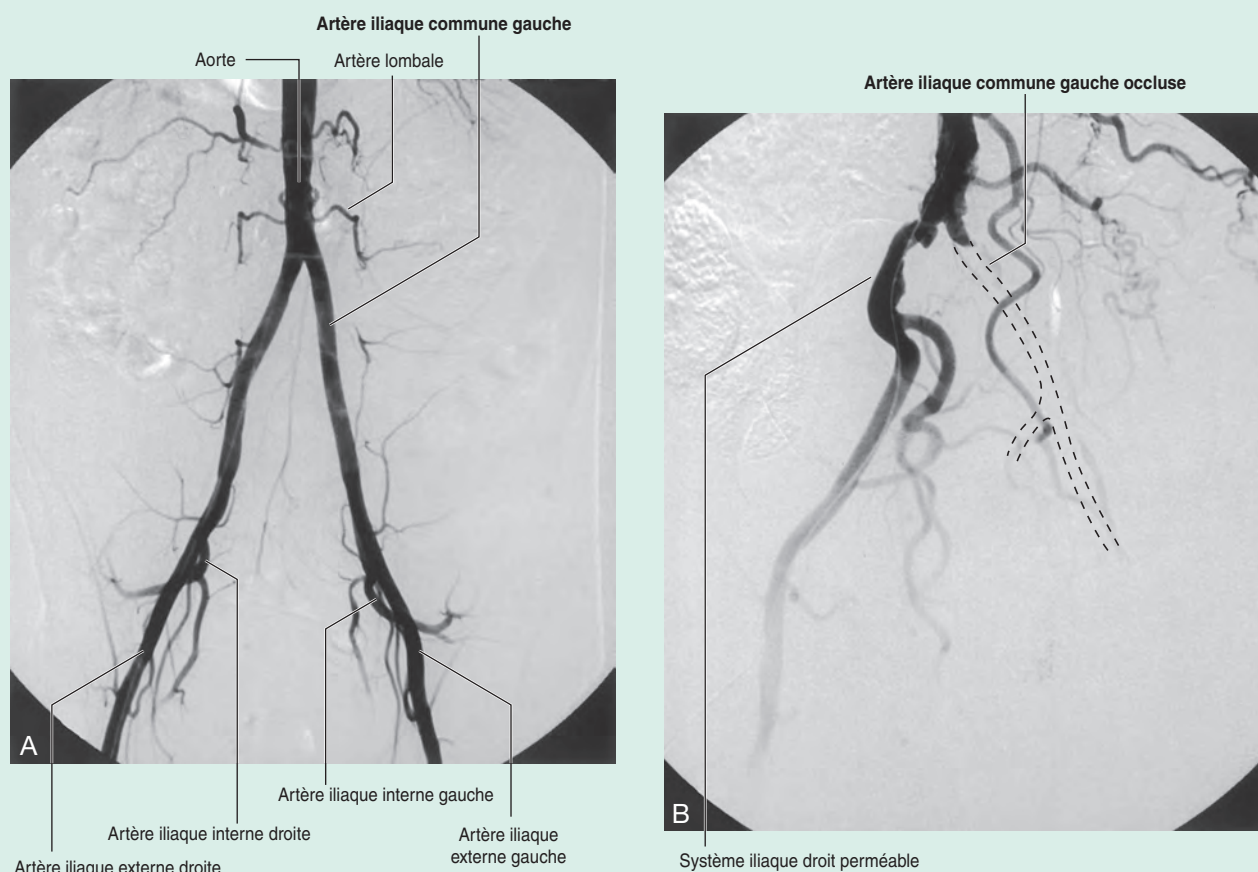 Artère iliaque commune gauche
Aorte
Artère lombale
A
Artère iliaque interne gauche
Artère iliaque interne droite
Artère iliaque
externe gauche
Artère iliaque externe droite
Artère iliaque commune gauche occluse
B
Système iliaque droit perméable